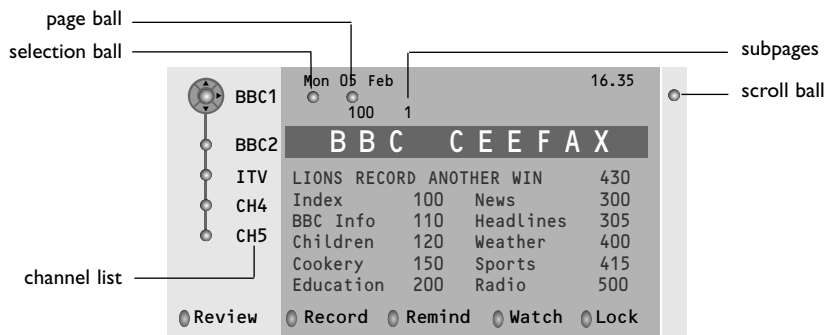 page ball
selection ball
subpages
scroll ball
Mon 05 Feb 16.35
BBC1
100 1
BBC2 BBC CEEFAX
ITV LIONS RECORD ANOTHER WIN 430
Index 100 News 300
CH4 BBC Info 110 Headlines 305
CH5 Children 120 Weather 400
channel list Cookery 150 Sports 415
Education 200 Radio 500
Review Record Remind Watch Lock